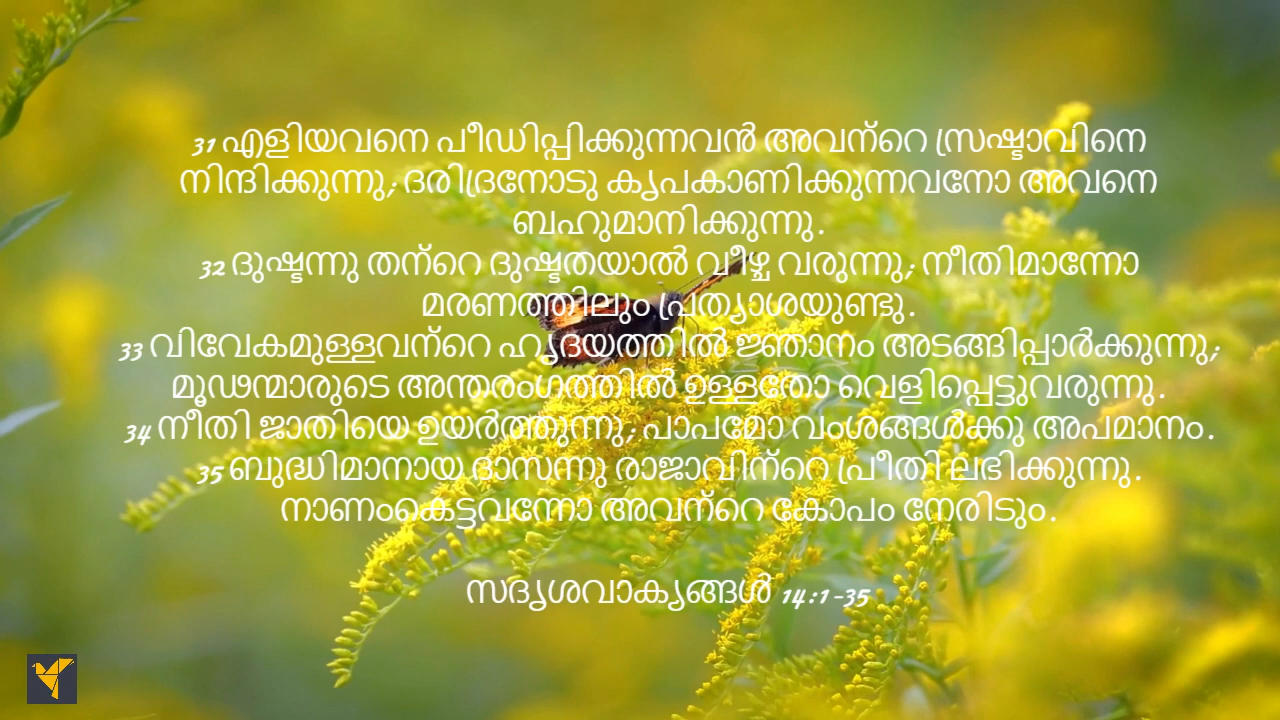 31 എളിയവനെ പീഡിപ്പിക്കുന്നവൻ അവന്റെ സ്രഷ്ടാവിനെ
നിന്ദിക്കുന്നു; ദരിദ്രനോടു കൃപകാണിക്കുന്നവനോ അവനെ
ബഹുമാനിക്കുന്നു.
32 ദുഷ്ടന്നു തന്റെ ദുഷ്ടതയാൽ വീഴ്ച വരുന്നു; നീതിമാന്നോ
മരണത്തിലും പ്രത്യാശയുണ്ടു.
33 വിവേകമുള്ളവന്റെ ഹൃദയത്തിൽ ജ്ഞാനം അടങ്ങിപ്പാർക്കുന്നു;
മൂഢന്മാരുടെ അന്തരംഗത്തിൽ ഉള്ളതോ വെളിപ്പെട്ടുവരുന്നു.
34 നീതി ജാതിയെ ഉയർത്തുന്നു; പാപമോ വംശങ്ങൾക്കു അപമാനം.
35 ബുദ്ധിമാനായ ദാസന്നു രാജാവിന്റെ പ്രീതി ലഭിക്കുന്നു.
നാണംകെട്ടവന്നോ അവന്റെ കോപം നേരിടും.
സദൃശവാക്യങ്ങൾ 14:1-35